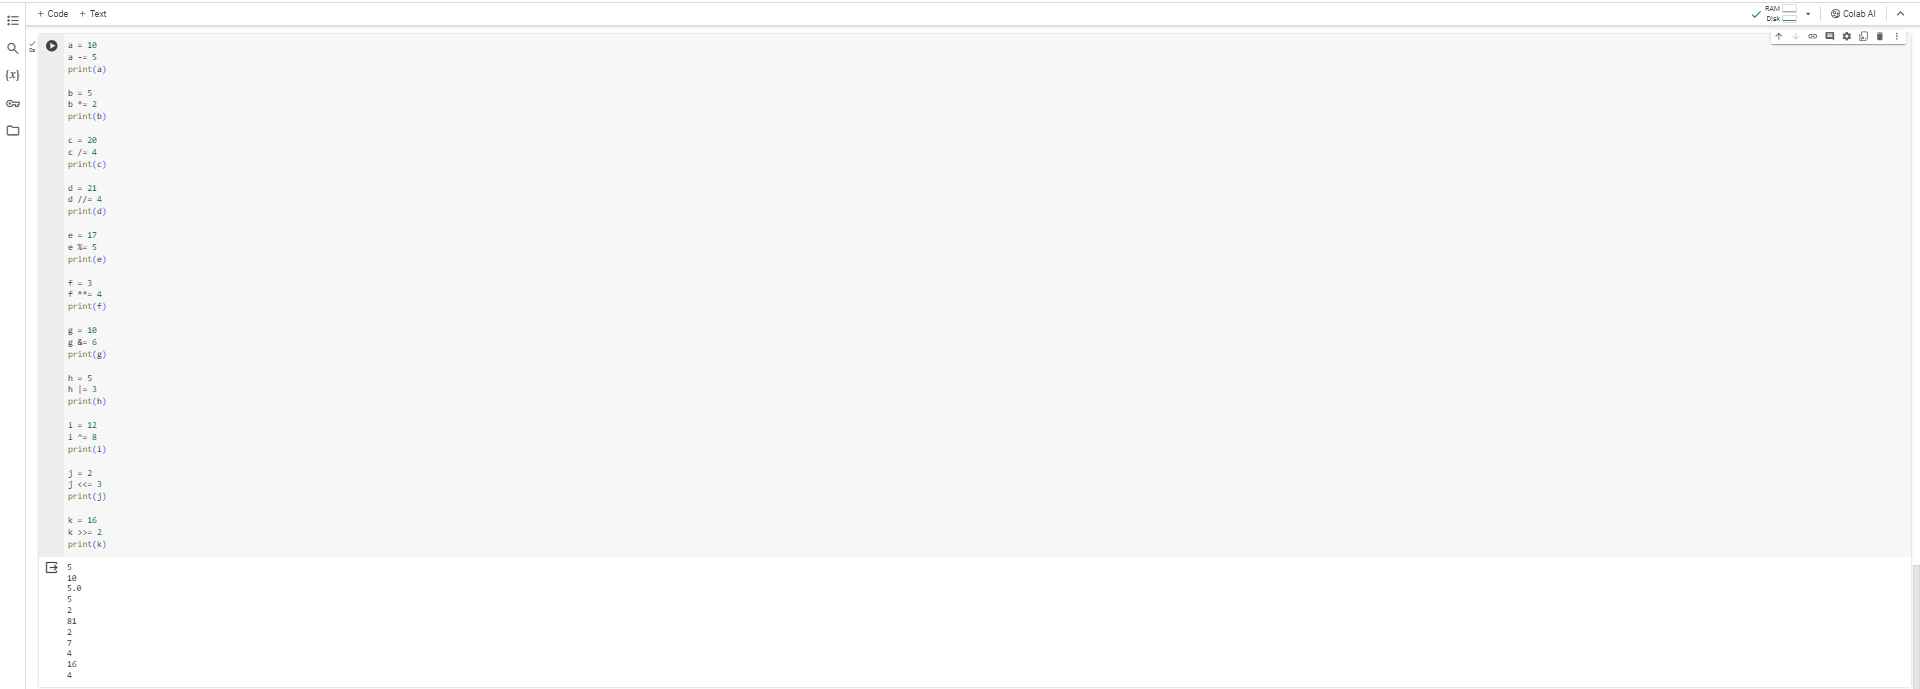 + Code + Text
RAM
Disk
Colab AI
{x}
0s
a = 10
a -= 5
print(a)
b = 5
b *= 2
print(b)
c = 20
c /= 4
print(c)
d = 21
d //= 4
print(d)
e = 17
e %= 5
print(e)
f = 3
f **= 4
print(f)
g = 10
g &= 6
print(g)
h = 5
h |= 3
print(h)
i = 12
i ^= 8
print(i)
j = 2
j <<= 3
print(j)
k = 16
k >>= 2
print(k)
5
10
5.0
5
2
81
2
7
4
16
4